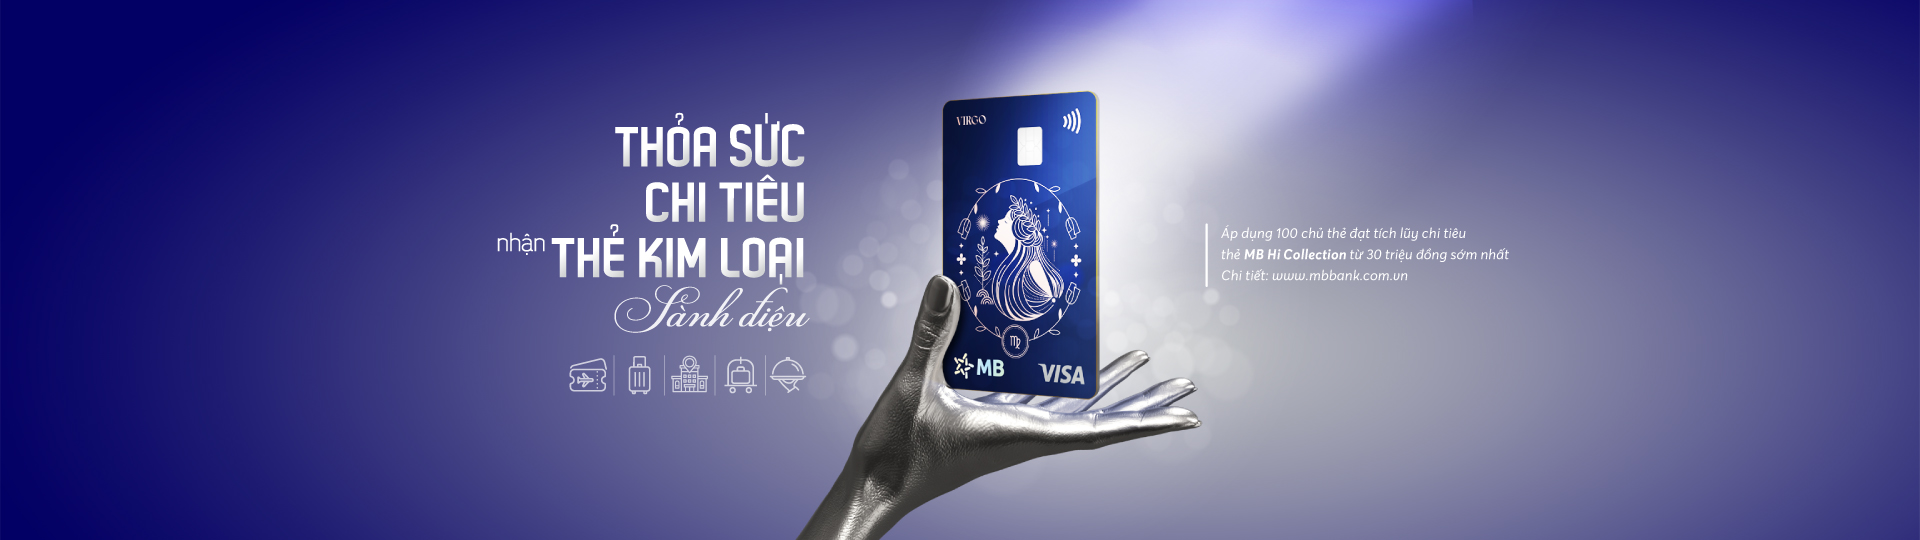 THỎA SỨC
CHI TIÊU
nhận THẺ KIM LOẠI
Sành điệu
VIRGO
MB
VISA
Áp dụng 100 chủ thẻ đạt tích lũy chi tiêu
thẻ MB Hi Collection từ 30 triệu đồng sớm nhất
Chi tiết: www.mbbank.com.vn